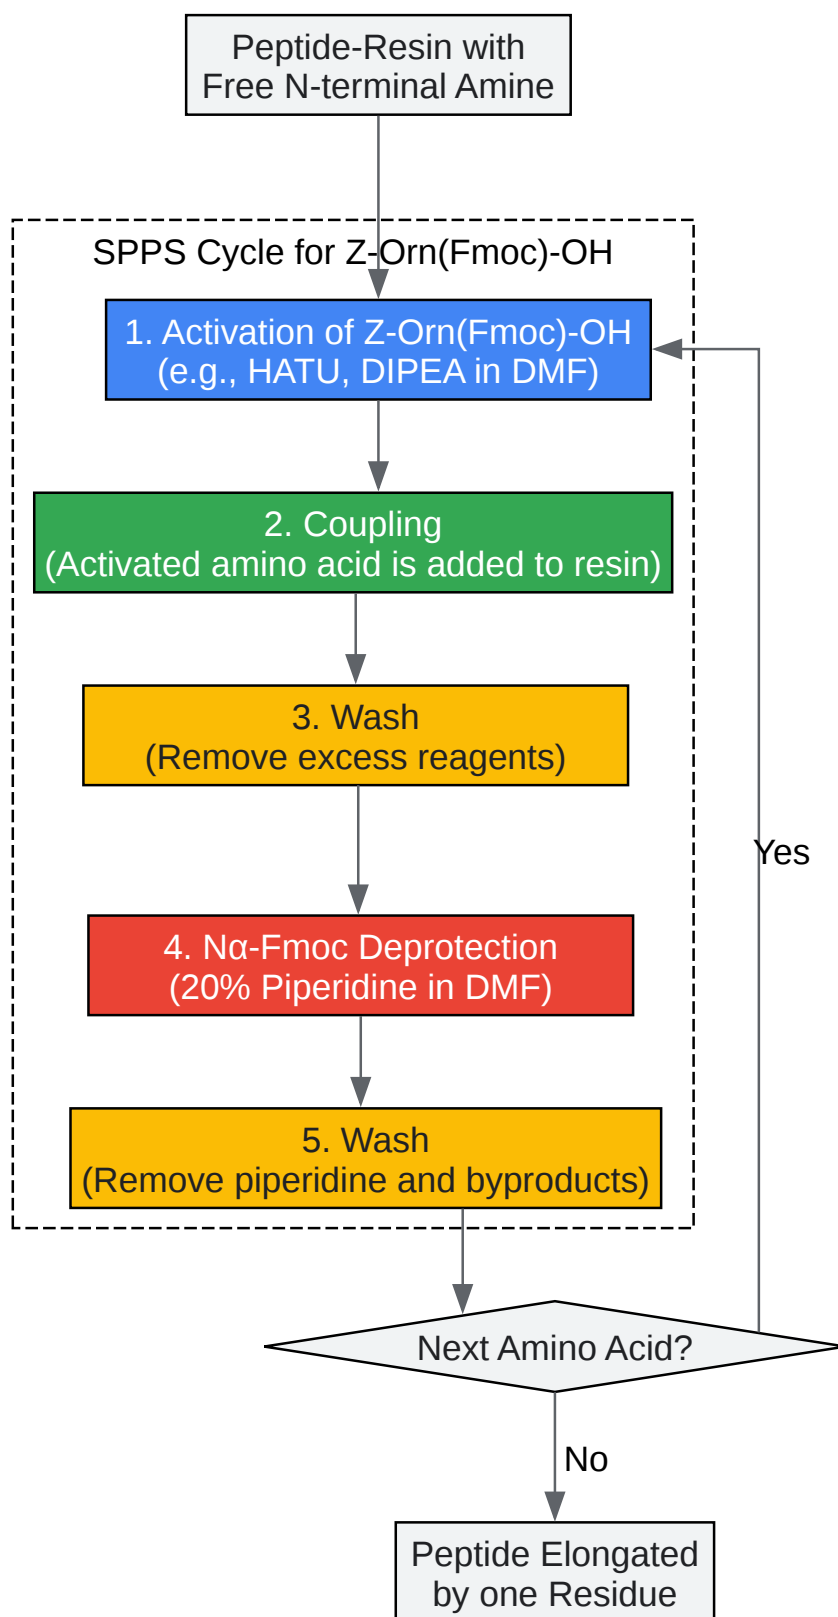 Peptide-Resin with
Free N-terminal Amine
SPPS Cycle for Z-Orn(Fmoc)-OH
1. Activation of Z-Orn(Fmoc)-OH
(e.g., HATU, DIPEA in DMF)
2. Coupling
(Activated amino acid is added to resin)
3. Wash
(Remove excess reagents)
Yes
4. Nα-Fmoc Deprotection
(20% Piperidine in DMF)
5. Wash
(Remove piperidine and byproducts)
Next Amino Acid?
No
Peptide Elongated
by one Residue